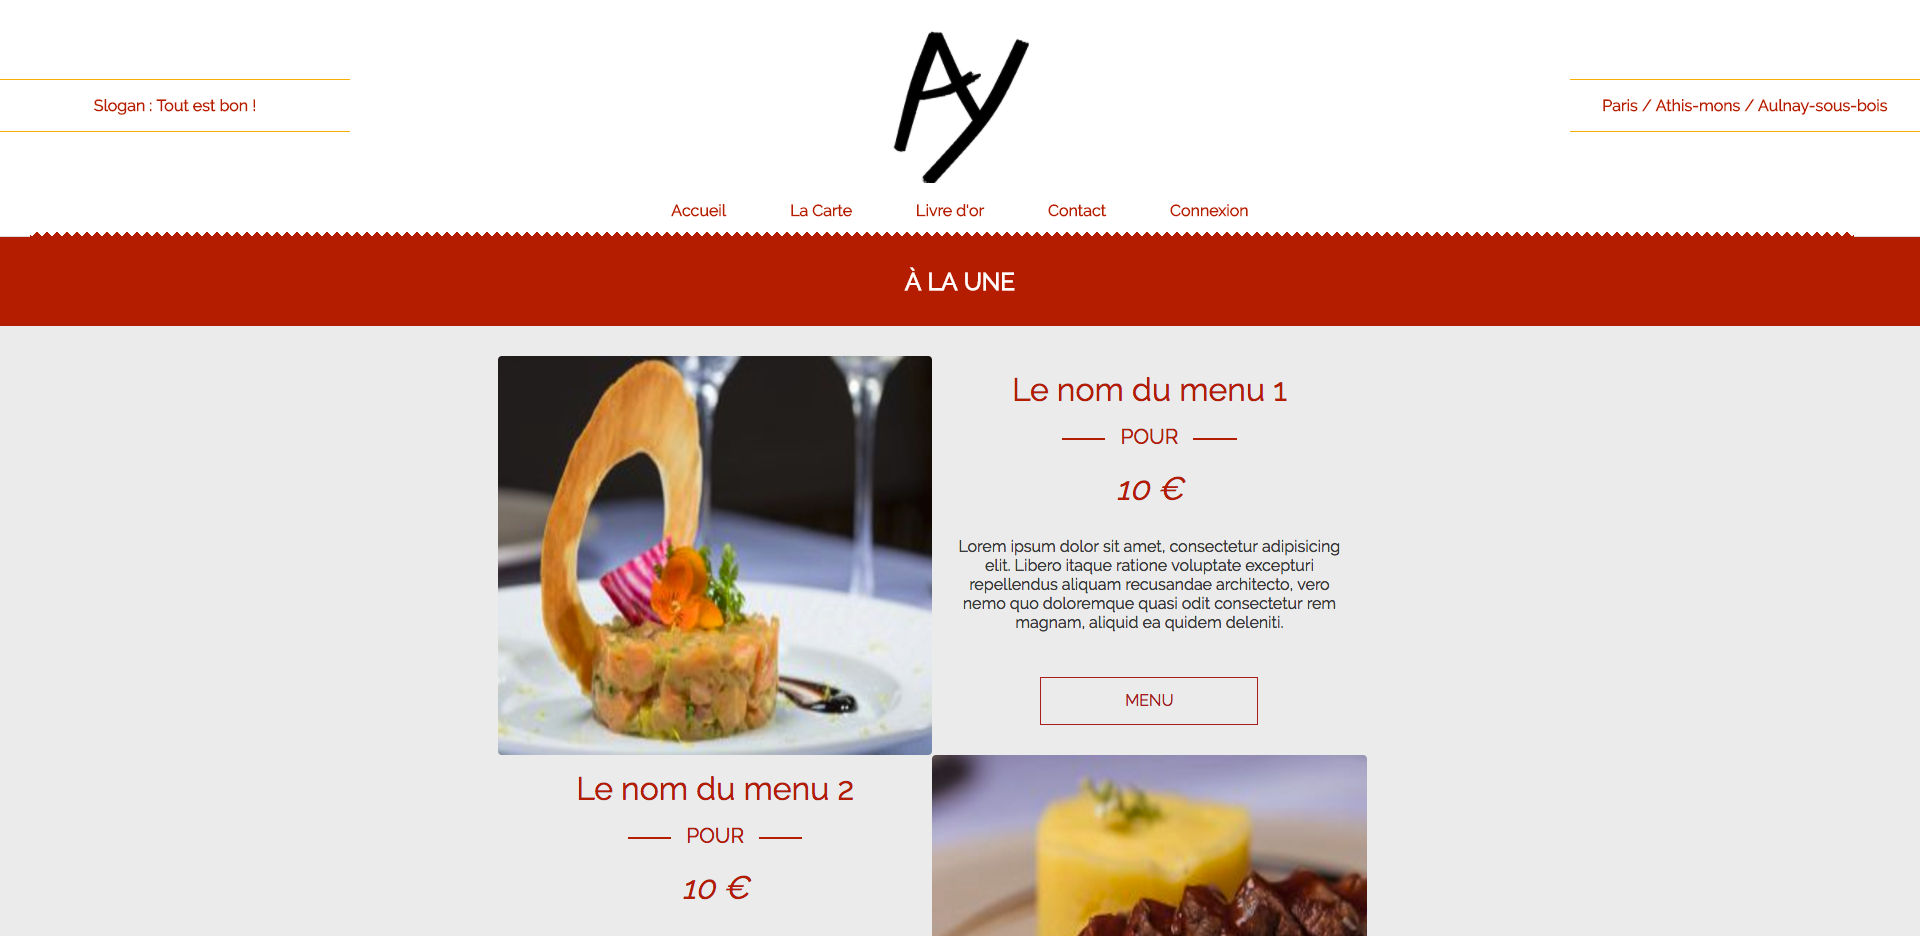 AY
Slogan : Tout est bon !
Paris / Athis-mons / Aulnay-sous-bois
Accueil La Carte Livre d'or Contact Connexion
À LA UNE
Le nom du menu 1
POUR
10 €
Lorem ipsum dolor sit amet, consectetur adipisicing
elit. Libero itaque ratione voluptate excepturi
repellendus aliquam recusandae architecto, vero
nemo quo doloremque quasi odit consectetur rem
magnam, aliquid ea quidem deleniti.
MENU
Le nom du menu 2
POUR
10 €